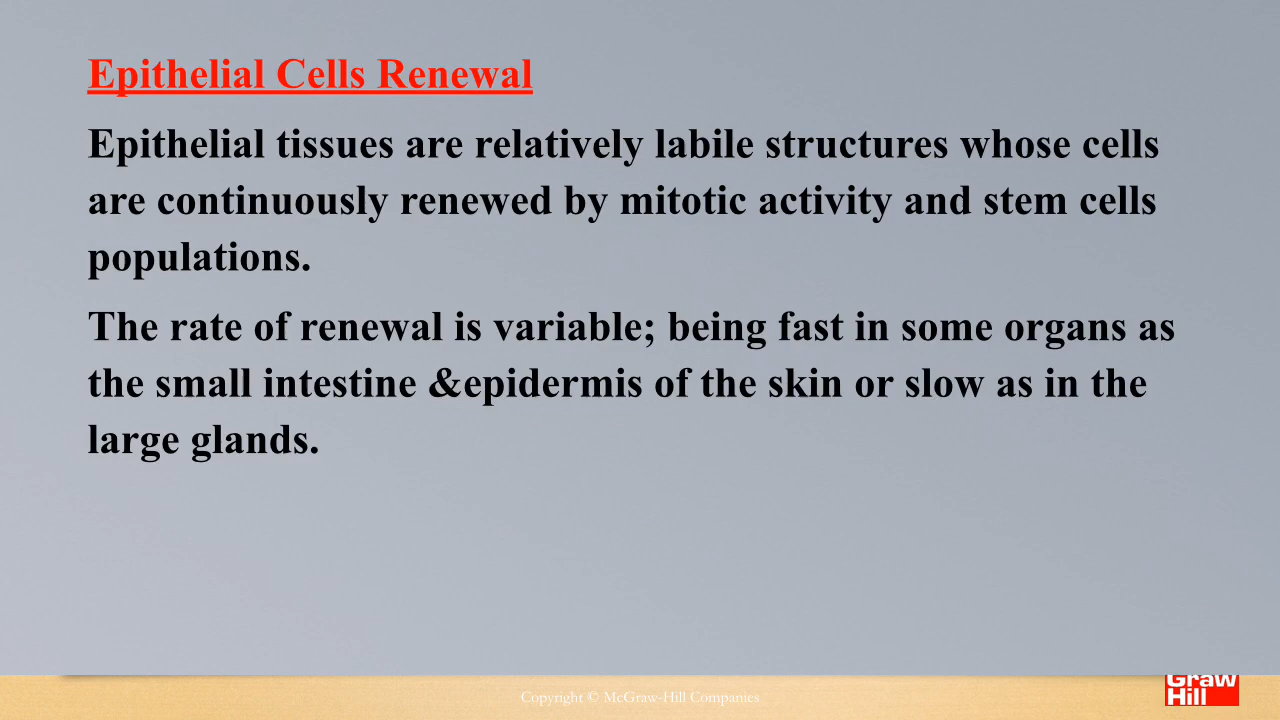 Epithelial Cells Renewal
Epithelial tissues are relatively labile structures whose cells
are continuously renewed by mitotic activity and stem cells
populations.
The rate of renewal is variable; being fast in some organs as
the small intestine &epidermis of the skin or slow as in the
large glands.
Copyright © McGraw-Hill Companies
Graw
Hill